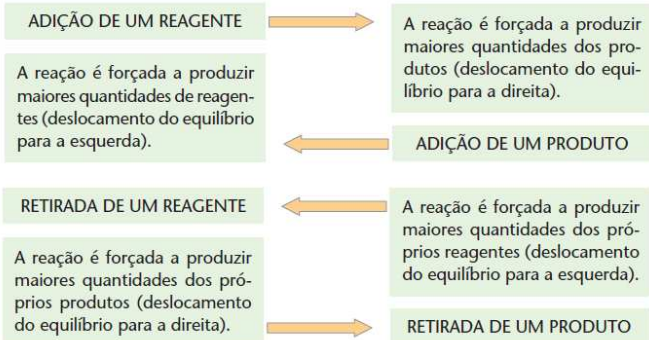 ADIÇÃO DE UM REAGENTE
A reação é forçada a produzir
maiores quantidades dos pro-
dutos (deslocamento do equi-
líbrio para a direita).
A reação é forçada a produzir
maiores quantidades de reagen-
tes (deslocamento do equilíbrio
para a esquerda).
ADIÇÃO DE UM PRODUTO
RETIRADA DE UM REAGENTE
A reação é forçada a produzir
maiores quantidades dos pró-
prios reagentes (deslocamento
do equilíbrio para a esquerda).
A reação é forçada a produzir
maiores quantidades dos pró-
prios produtos (deslocamento
do equilíbrio para a direita).
RETIRADA DE UM PRODUTO